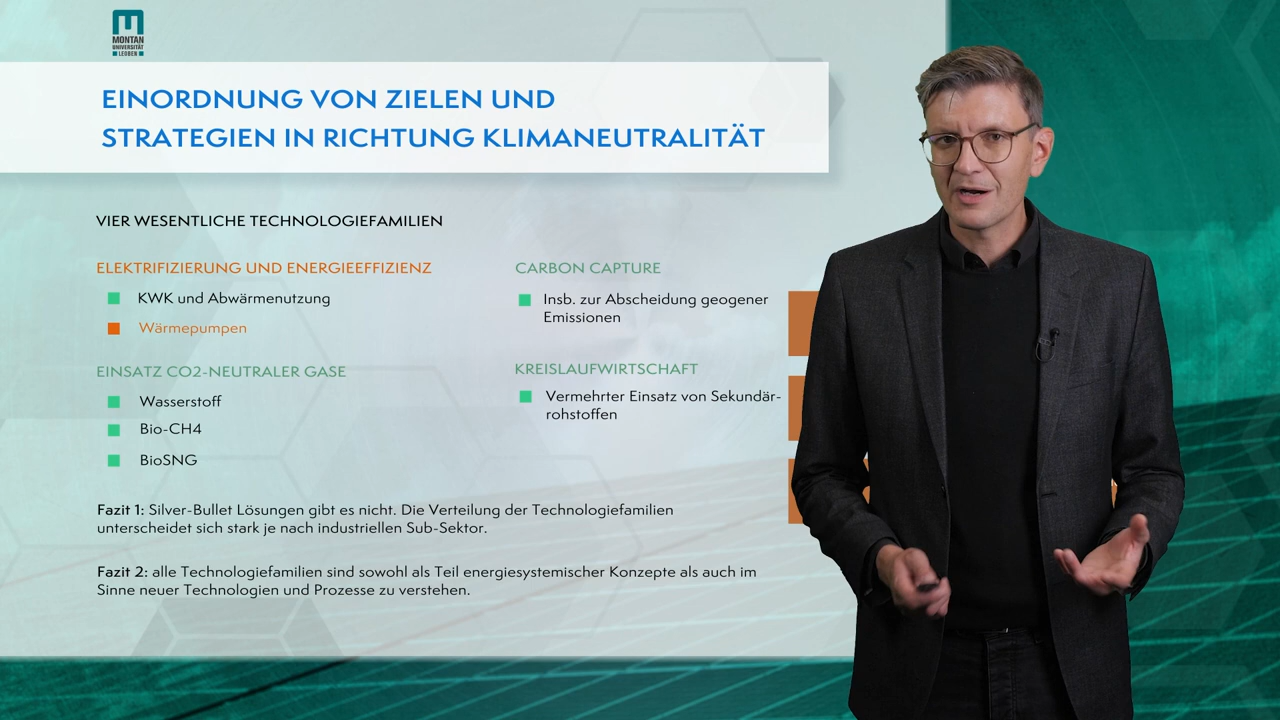 MONTAN
UNIVERSITÄT
LEOBEN
EINORDNUNG VON ZIELEN UND
STRATEGIEN IN RICHTUNG KLIMANEUTRALITÄT
VIER WESENTLICHE TECHNOLOGIEFAMILIEN
ELEKTRIFIZIERUNG UND ENERGIEEFFIZIENZ
KWK und Abwärmenutzung
Wärmepumpen
EINSATZ CO2-NEUTRALER GASE
Wasserstoff
Bio-CH4
BioSNG
CARBON CAPTURE
Insb. zur Abscheidung geogener
Emissionen
KREISLAUFWIRTSCHAFT
Vermehrter Einsatz von Sekundär-
rohstoffen
Fazit 1: Silver-Bullet Lösungen gibt es nicht. Die Verteilung der Technologiefamilien
unterscheidet sich stark je nach industriellen Sub-Sektor.
Fazit 2: alle Technologiefamilien sind sowohl als Teil energiesystemischer Konzepte als auch im
Sinne neuer Technologien und Prozesse zu verstehen.